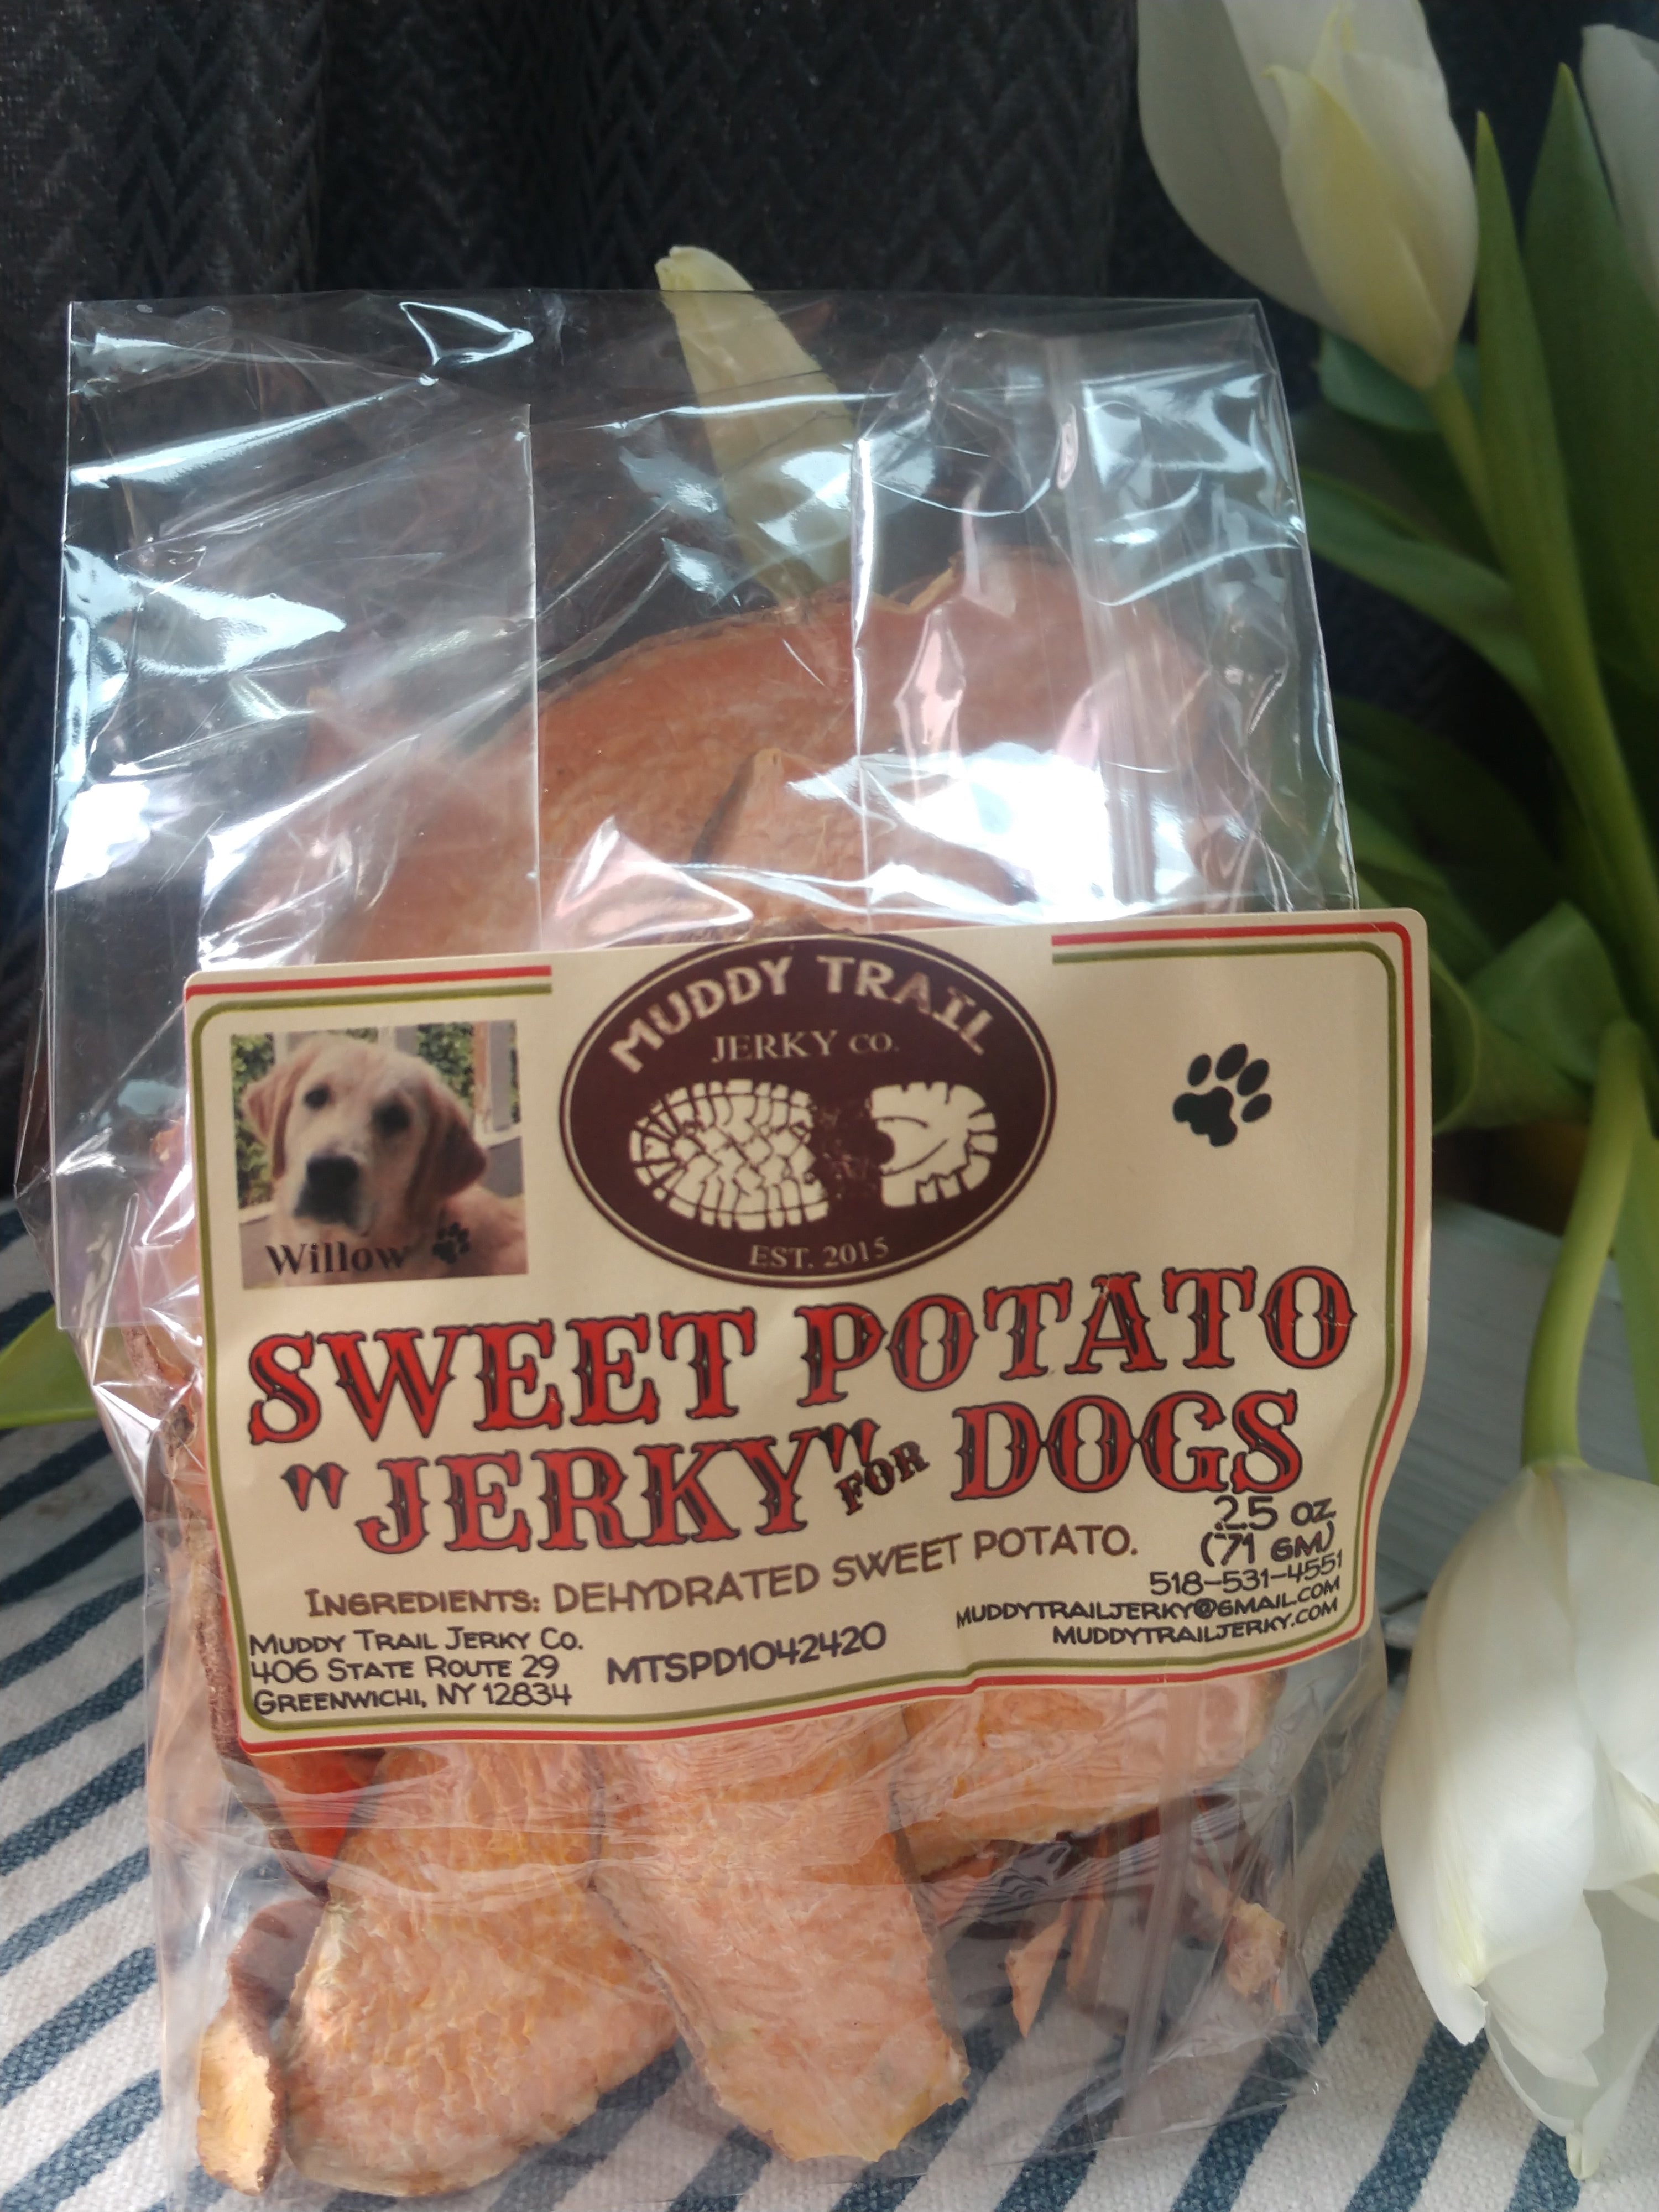 MUDDY TRAIL
JERKY CO.
EST. 2015
Willow
SWEET POTATO
"JERKY" FOR DOGS
2.5 OZ
(71 GM)
INGREDIENTS: DEHYDRATED SWEET POTATO.
518-531-4551
MUDDYTRAILJERKY@GMAIL.COM
MUDDYTRAILJERKY.COM
MUDDY TRAIL JERKY CO.
406 STATE ROUTE 29
GREENWICH, NY 12834
MTSPD1042420